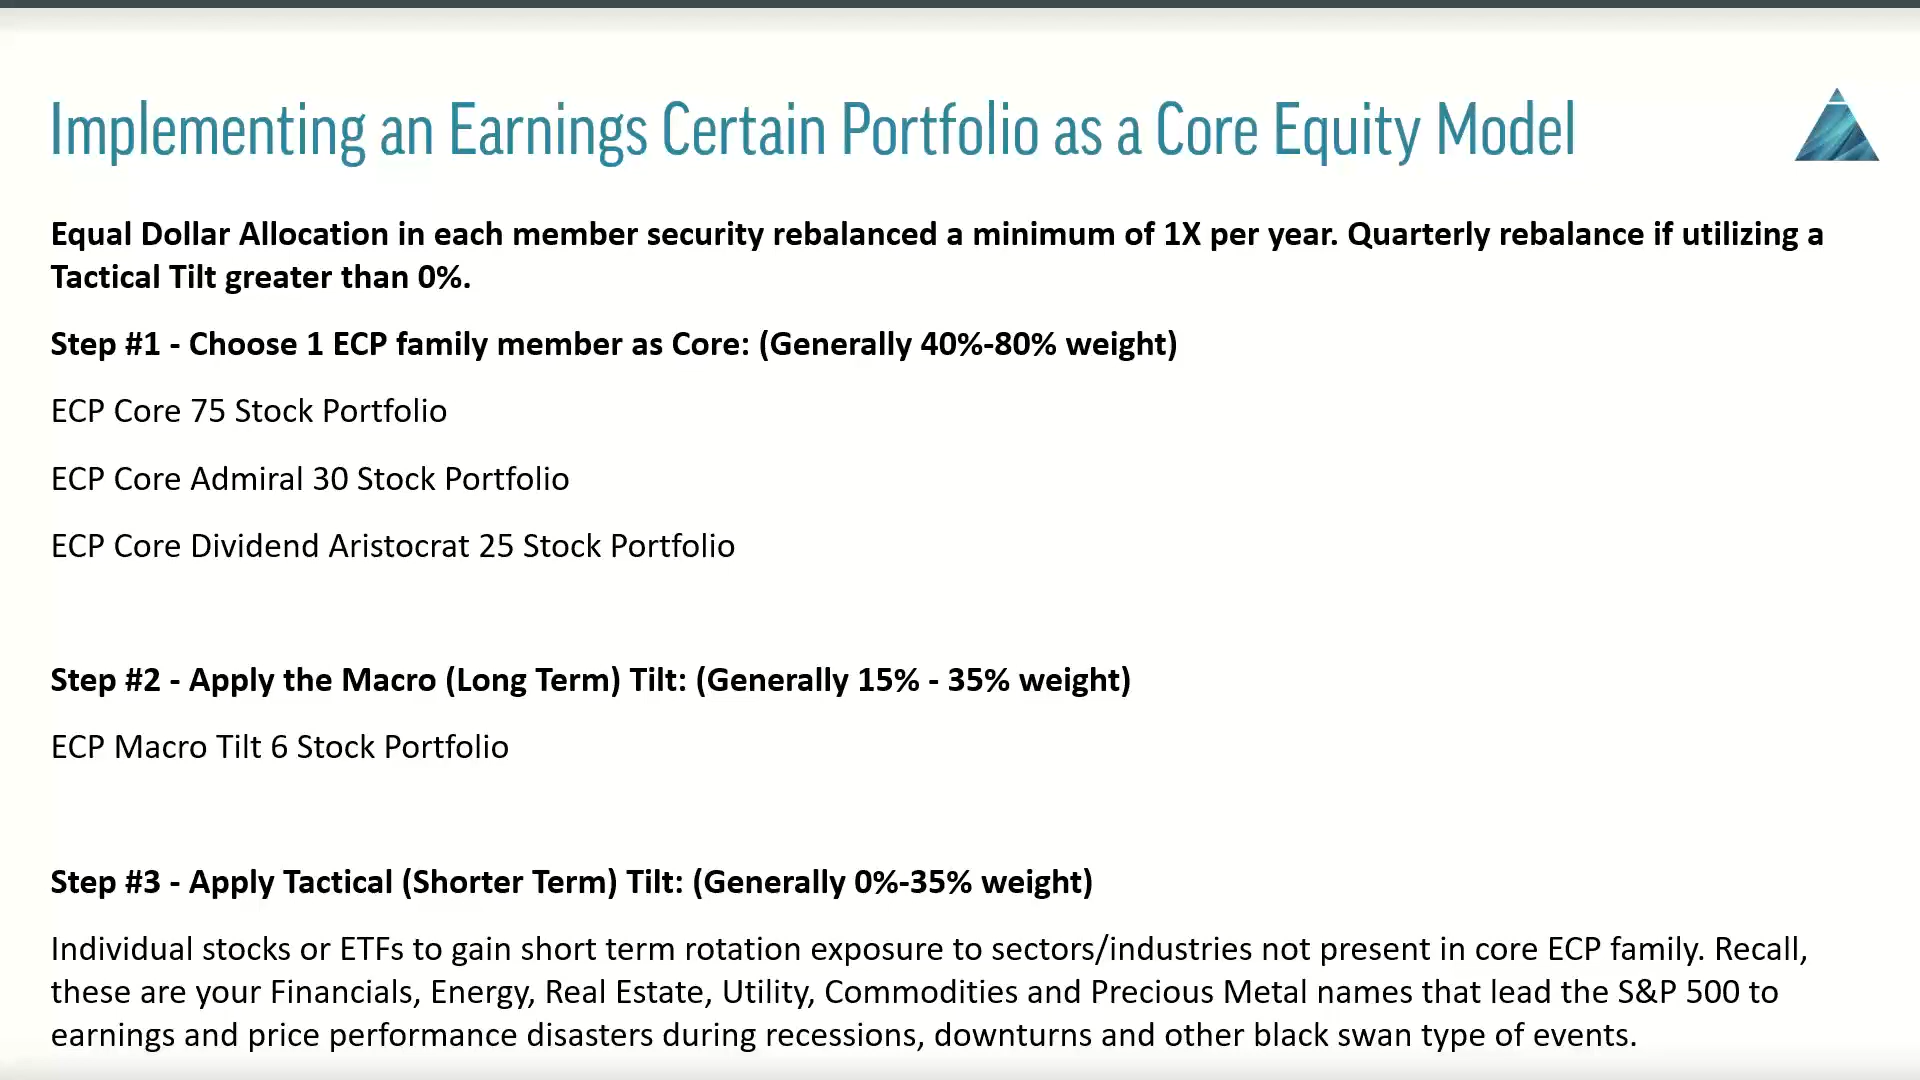 Implementing an Earnings Certain Portfolio as a Core Equity Model
Equal Dollar Allocation in each member security rebalanced a minimum of 1X per year. Quarterly rebalance if utilizing a
Tactical Tilt greater than 0%.
Step #1 - Choose 1 ECP family member as Core: (Generally 40%-80% weight)
ECP Core 75 Stock Portfolio
ECP Core Admiral 30 Stock Portfolio
ECP Core Dividend Aristocrat 25 Stock Portfolio
Step #2 - Apply the Macro (Long Term) Tilt: (Generally 15% - 35% weight)
ECP Macro Tilt 6 Stock Portfolio
Step #3 - Apply Tactical (Shorter Term) Tilt: (Generally 0%-35% weight)
Individual stocks or ETFs to gain short term rotation exposure to sectors/industries not present in core ECP family. Recall,
these are your Financials, Energy, Real Estate, Utility, Commodities and Precious Metal names that lead the S&P 500 to
earnings and price performance disasters during recessions, downturns and other black swan type of events.